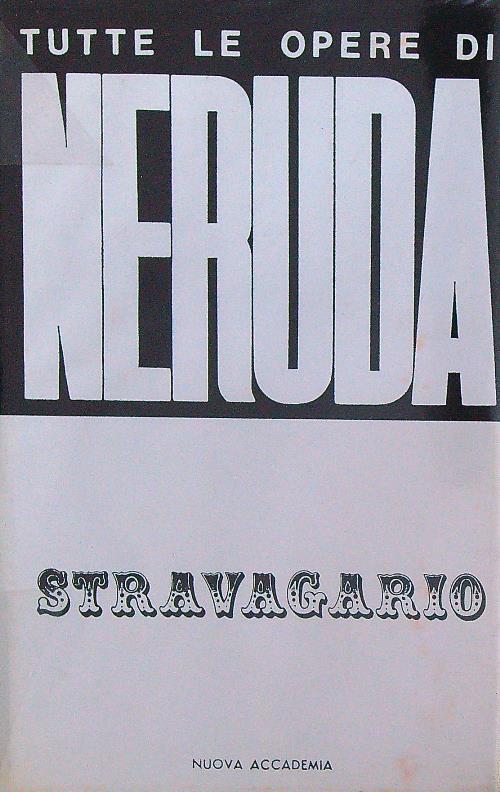 TUTTE LE OPERE DI
NERUDA
STRAVAGARIO
NUOVA ACCADEMIA